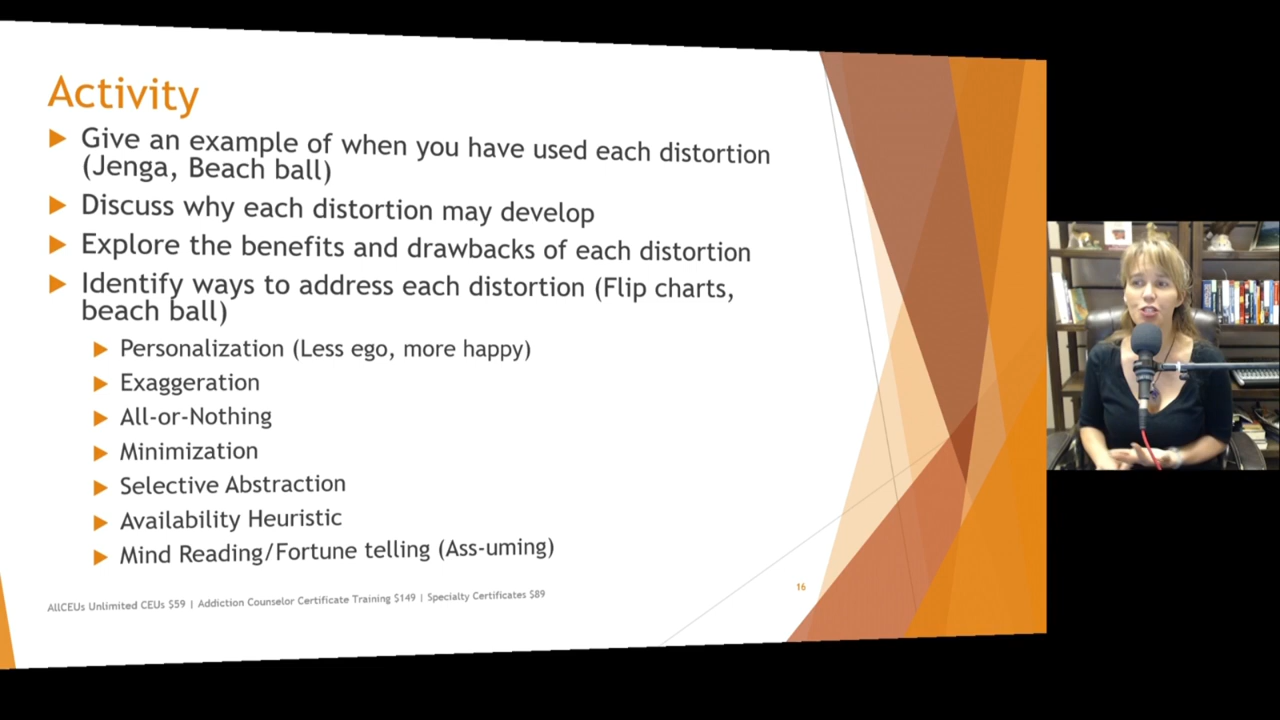 Activity
Give an example of when you have used each distortion
(Jenga, Beach ball)
Discuss why each distortion may develop
Explore the benefits and drawbacks of each distortion
Identify ways to address each distortion (Flip charts,
beach ball)
Personalization (Less ego, more happy)
Exaggeration
All-or-Nothing
Minimization
Selective Abstraction
Availability Heuristic
Mind Reading/Fortune telling (Ass-uming)
AllCEUs Unlimited CEUs $59 | Addiction Counselor Certificate Training $149 | Specialty Certificates $89
16